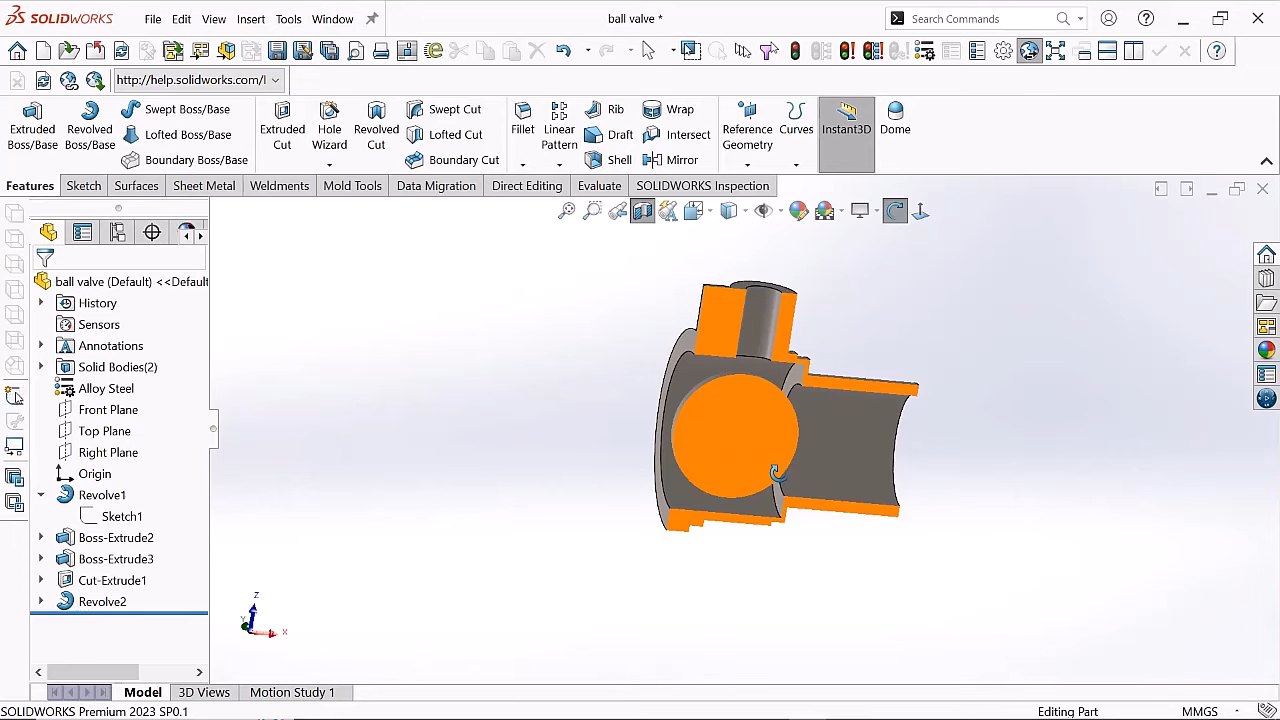 SOLIDWORKS File Edit View Insert Tools Window ball valve * Search Commands
http://help.solidworks.com/I
Extruded Boss/Base
Revolved Boss/Base
Swept Boss/Base
Lofted Boss/Base
Boundary Boss/Base
Extruded Cut
Hole Wizard
Revolved Cut
Swept Cut
Lofted Cut
Boundary Cut
Fillet
Linear Pattern
Rib
Draft
Shell
Wrap
Intersect
Mirror
Reference Geometry
Curves
Instant3D
Dome
Features Sketch Surfaces Sheet Metal Weldments Mold Tools Data Migration Direct Editing Evaluate SOLIDWORKS Inspection
ball valve (Default) <<Default
History
Sensors
Annotations
Solid Bodies(2)
Alloy Steel
Front Plane
Top Plane
Right Plane
Origin
Revolve1
Sketch1
Boss-Extrude2
Boss-Extrude3
Cut-Extrude1
Revolve2
Z
Y
X
Model 3D Views Motion Study 1
SOLIDWORKS Premium 2023 SP0.1 Editing Part MMGS